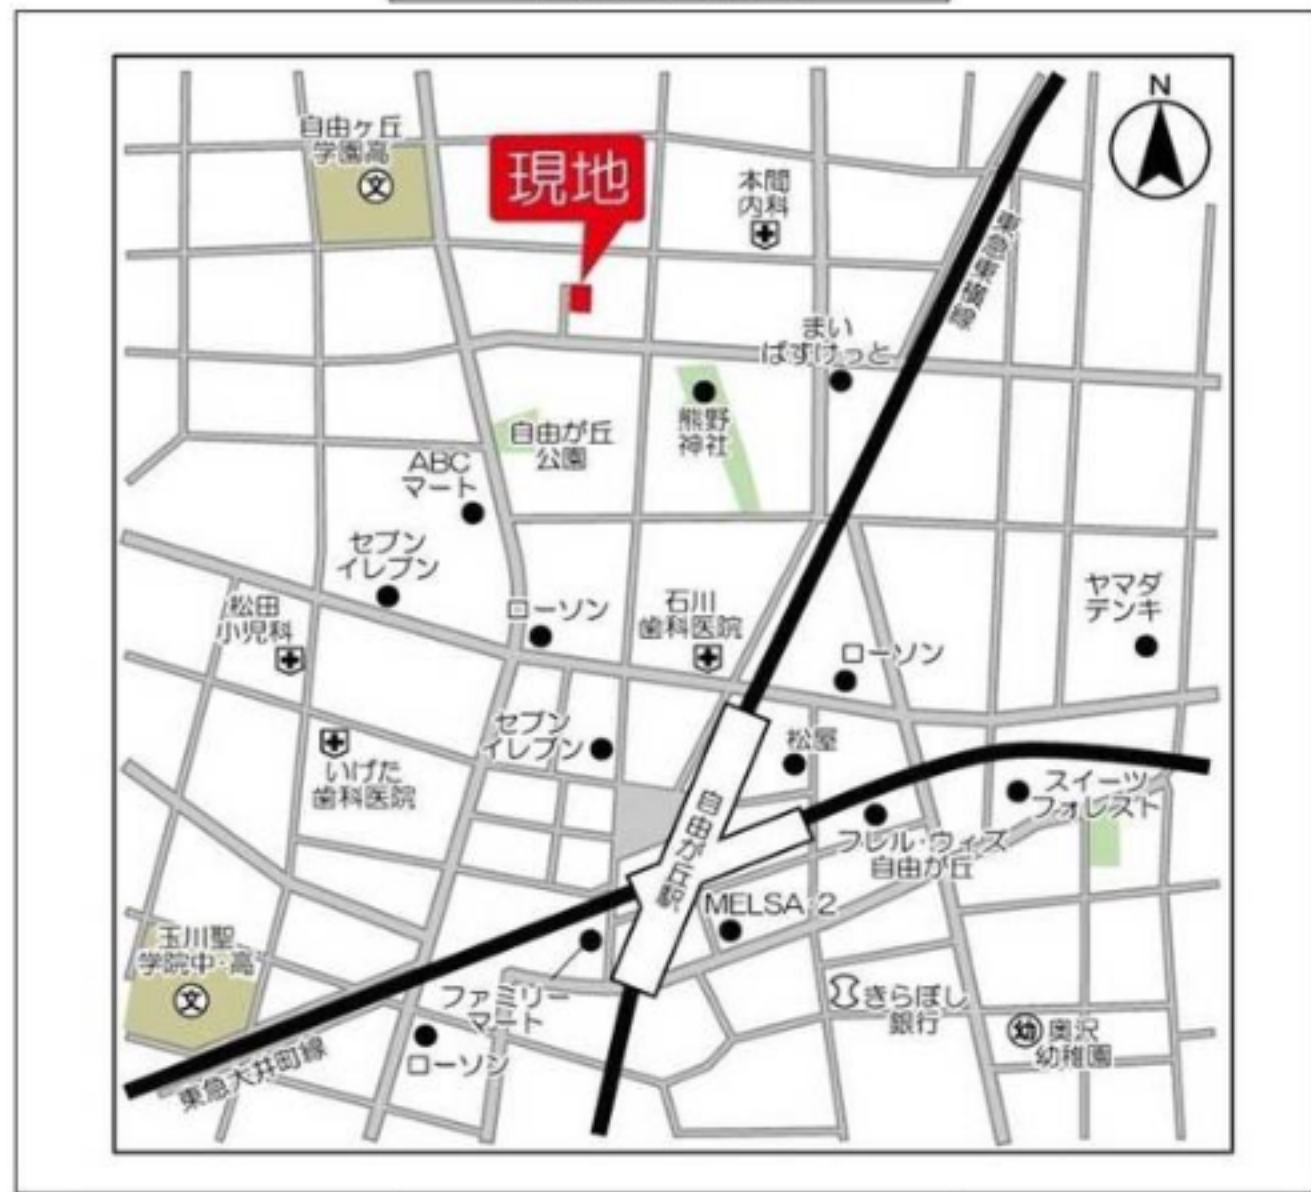 N
自由ヶ丘
学園高
文
現地
本間
内科
東急東横線
まい
ばすけっと
熊野
神社
自由が丘
公園
ABC
マート
セブン
イレブン
松田
小児科
ローソン
石川
歯科医院
ヤマダ
デンキ
ローソン
セブン
イレブン
松屋
いげた
歯科医院
スイーツ
フォレスト
自由が丘駅
フレル・ウィズ
自由が丘
MELSA 2
玉川聖
学院中・高
文
ファミリー
マート
きらぼし
銀行
幼
奥沢
幼稚園
ローソン
東急大井町線